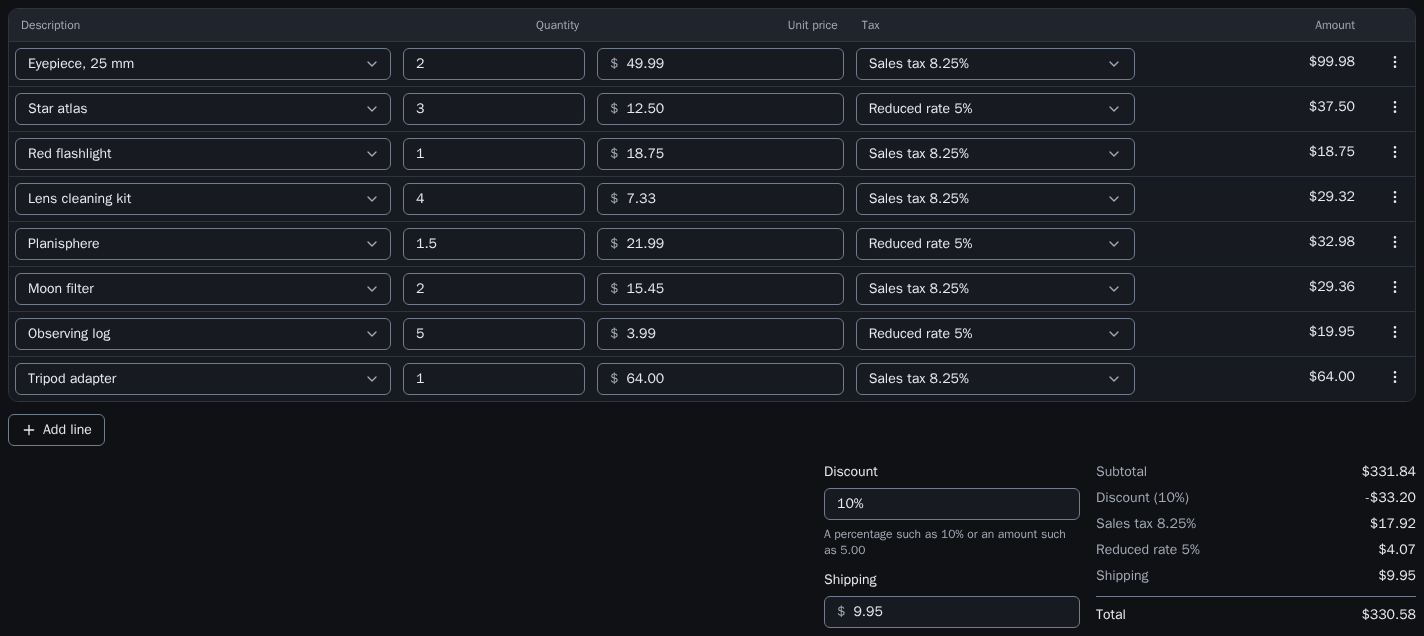 Description Quantity Unit price Tax Amount
Eyepiece, 25 mm 2 $ 49.99 Sales tax 8.25% $99.98
Star atlas 3 $ 12.50 Reduced rate 5% $37.50
Red flashlight 1 $ 18.75 Sales tax 8.25% $18.75
Lens cleaning kit 4 $ 7.33 Sales tax 8.25% $29.32
Planisphere 1.5 $ 21.99 Reduced rate 5% $32.98
Moon filter 2 $ 15.45 Sales tax 8.25% $29.36
Observing log 5 $ 3.99 Reduced rate 5% $19.95
Tripod adapter 1 $ 64.00 Sales tax 8.25% $64.00
Add line
Discount
10%
A percentage such as 10% or an amount such
as 5.00
Shipping
$ 9.95
Subtotal $331.84
Discount (10%) -$33.20
Sales tax 8.25% $17.92
Reduced rate 5% $4.07
Shipping $9.95
Total $330.58